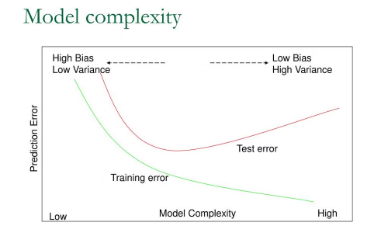 Model complexity
High Bias
Low Variance
Low Bias
High Variance
Prediction Error
Test error
Training error
Low
Model Complexity
High